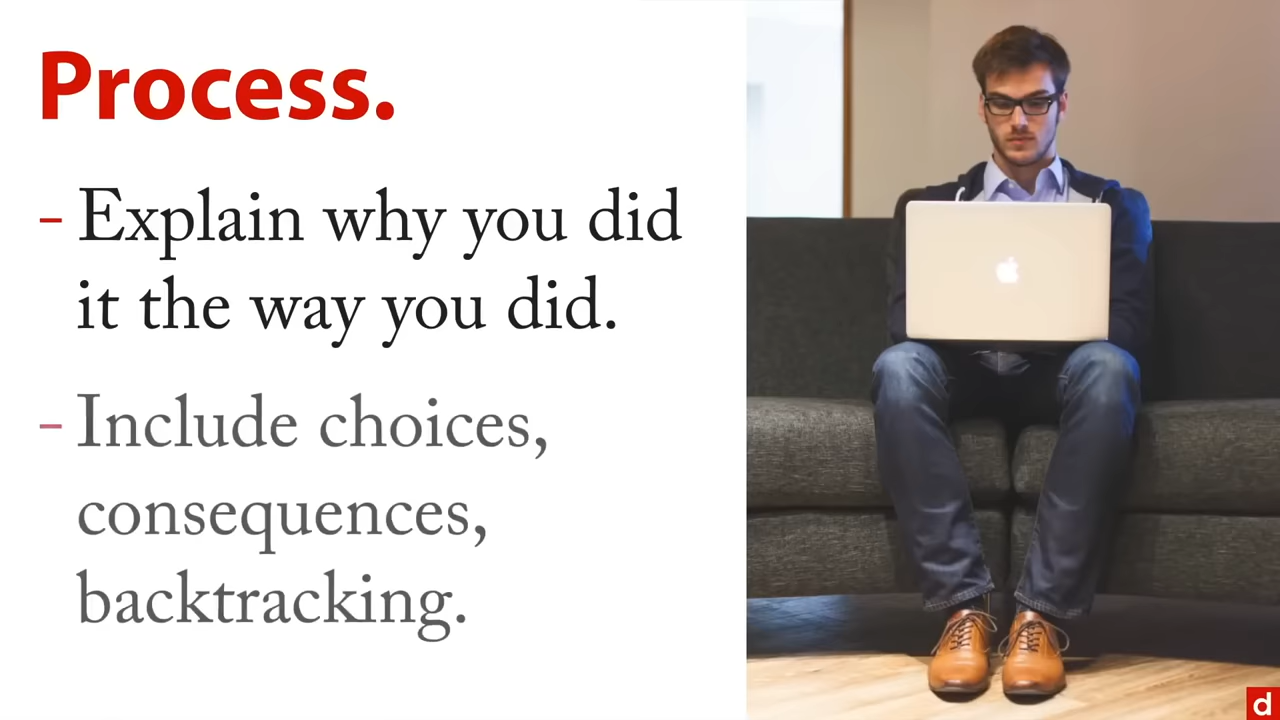 Process.
- Explain why you did
it the way you did.
- Include choices,
consequences,
backtracking.
d